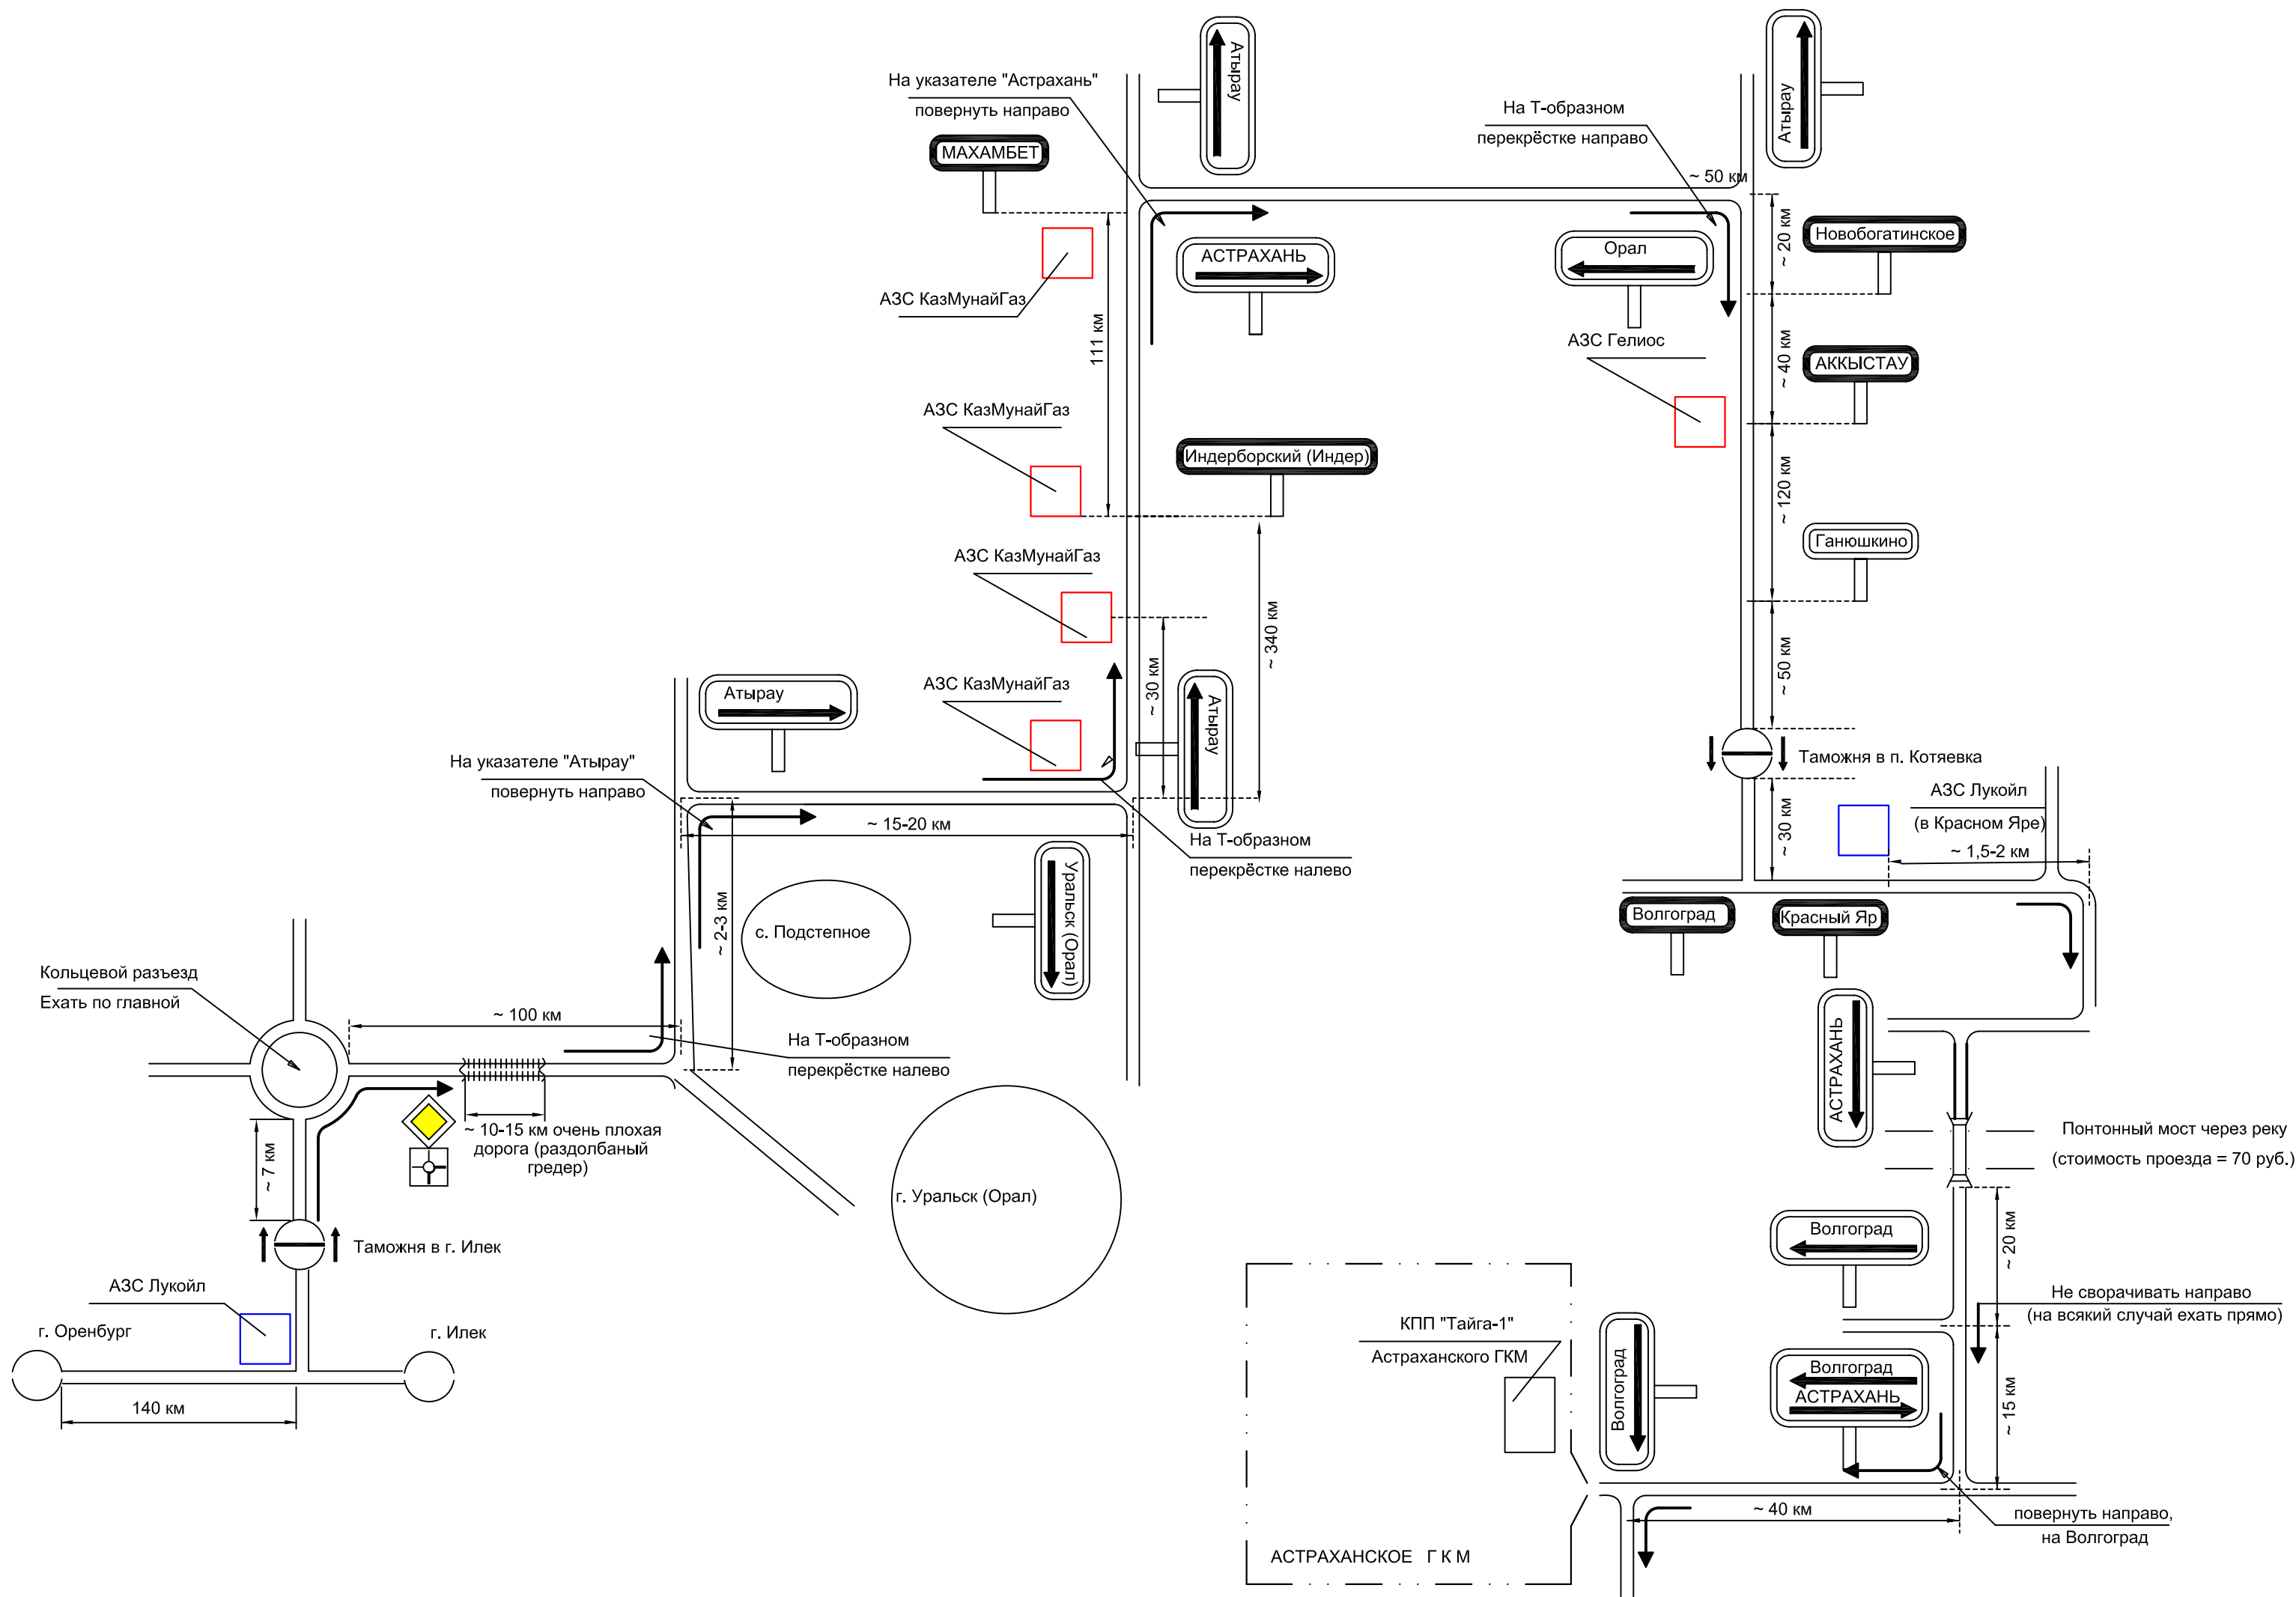 Атырау
Атырау
На указателе "Астрахань"
повернуть направо
На Т-образном
перекрёстке направо
МАХАМБЕТ
~ 50 км
~ 20 км
Новобогатинское
АСТРАХАНЬ
Орал
АЗС КазМунайГаз
111 км
АЗС Гелиос
~ 40 км
АККЫСТАУ
АЗС КазМунайГаз
Индерборский (Индер)
~ 120 км
Ганюшкино
АЗС КазМунайГаз
~ 340 км
~ 30 км
~ 50 км
Атырау
АЗС КазМунайГаз
Атырау
На указателе "Атырау"
повернуть направо
Таможня в п. Котяевка
АЗС Лукойл
(в Красном Яре)
~ 30 км
~ 1,5-2 км
~ 15-20 км
На Т-образном
перекрёстке налево
Уральск (Орал)
~ 2-3 км
с. Подстепное
Волгоград
Красный Яр
Кольцевой разъезд
Ехать по главной
~ 100 км
На Т-образном
перекрёстке налево
АСТРАХАНЬ
~ 10-15 км очень плохая
дорога (раздолбаный
гредер)
~ 7 км
Понтонный мост через реку
(стоимость проезда = 70 руб.)
г. Уральск (Орал)
Таможня в г. Илек
Волгоград
~ 20 км
АЗС Лукойл
г. Оренбург
г. Илек
140 км
Не сворачивать направо
(на всякий случай ехать прямо)
КПП "Тайга-1"
Астраханского ГКМ
Волгоград
Волгоград
АСТРАХАНЬ
~ 15 км
~ 40 км
повернуть направо,
на Волгоград
АСТРАХАНСКОЕ Г К М